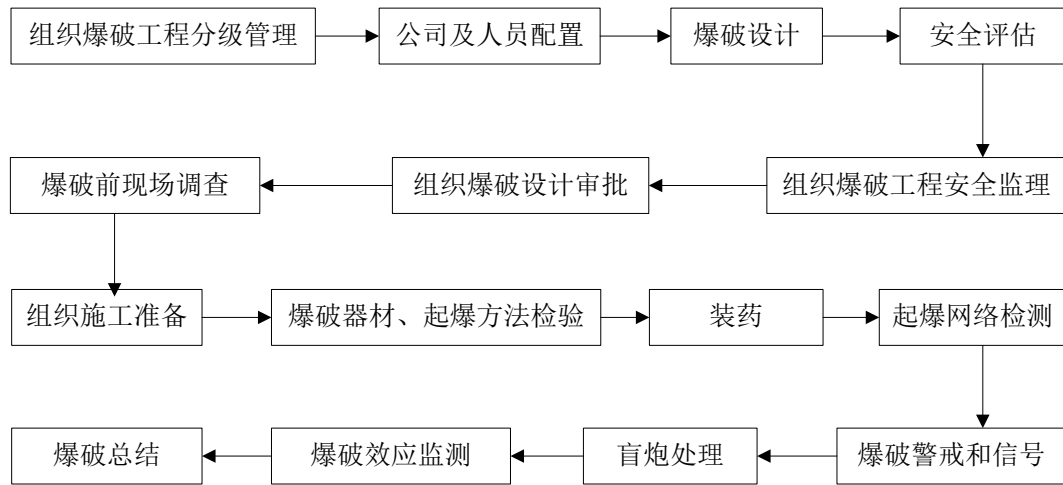 组织爆破工程分级管理
公司及人员配置
爆破设计
安全评估
爆破前现场调查
组织爆破设计审批
组织爆破工程安全监理
组织施工准备
爆破器材、起爆方法检验
装药
起爆网络检测
爆破总结
爆破效应监测
盲炮处理
爆破警戒和信号